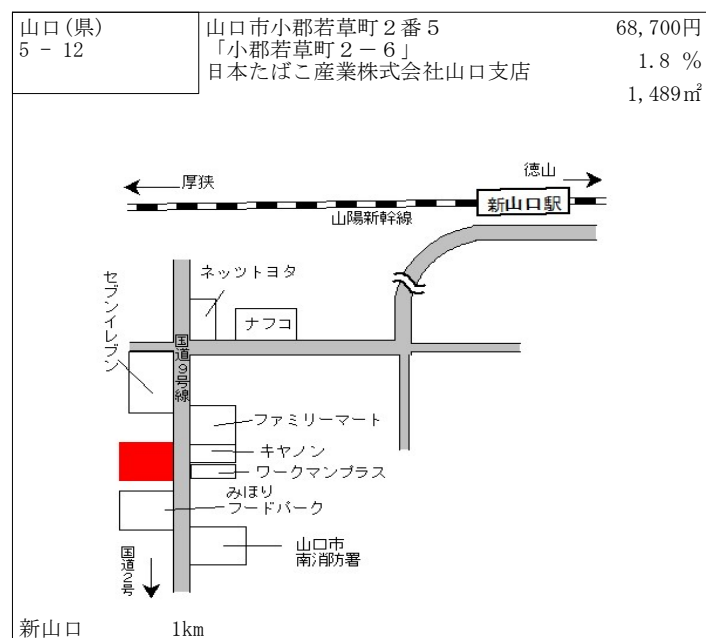 山口(県)
5 - 12
山口市小郡若草町２番５
「小郡若草町２－６」
日本たばこ産業株式会社山口支店
68,700円
1.8 %
1,489㎡
徳山
厚狭
新山口駅
山陽新幹線
ネッツトヨタ
セブンイレブン
ナフコ
国道９号線
ファミリーマート
キヤノン
ワークマンプラス
みほり
フードパーク
山口市
南消防署
国道２号
新山口 1km